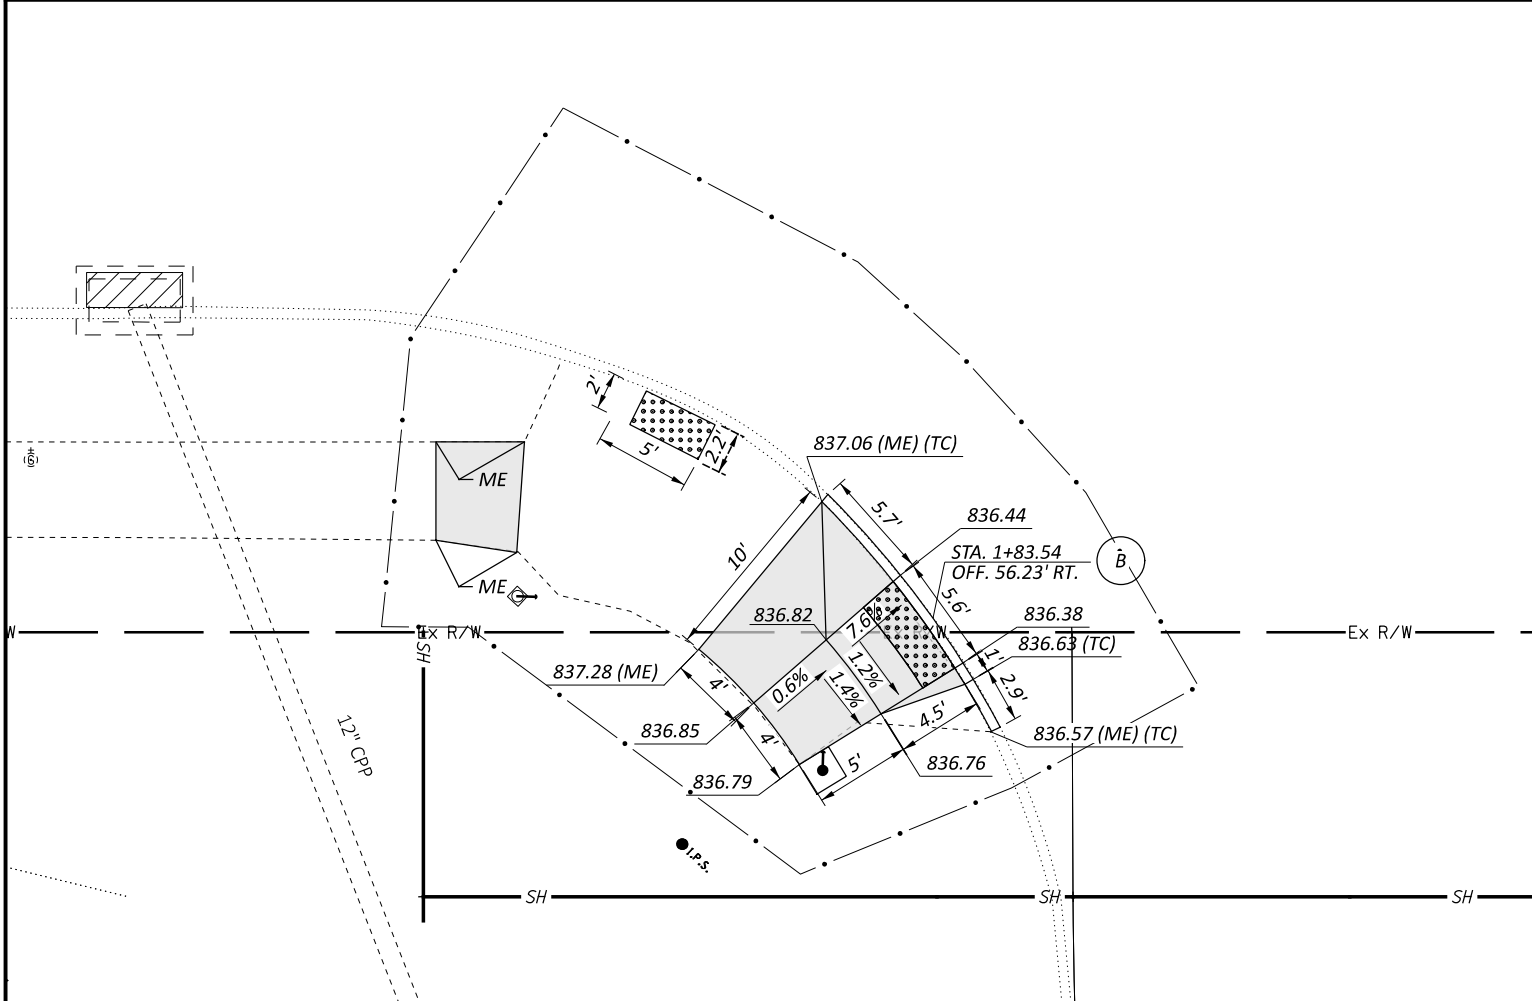 2'
5'
2.2'
837.06 (ME) (TC)
ME
ME
10'
5.7'
836.44
STA. 1+83.54
OFF. 56.23' RT.
B
5.6'
836.82
7.6%
836.38
W
Ex R/W
R/W
Ex R/W
SH
837.28 (ME)
836.63 (TC)
1'
2.9'
1.2%
0.6%
1.4%
4'
4'
4.5'
5'
836.85
836.57 (ME) (TC)
836.76
836.79
12" CPP
I.P.S.
SH
SH
SH